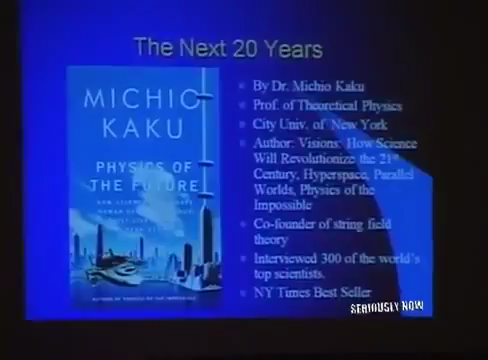 The Next 20 Years
MICHIO
KAKU
PHYSICS OF
THE FUTURE
By Dr. Michio Kaku
Prof. of Theoretical Physics
City Univ. of New York
Author: Visions: How Science
Will Revolutionize the 21st
Century, Hyperspace, Parallel
Worlds, Physics of the
Impossible
Co-founder of string field
theory
Interviewed 300 of the world's
top scientists.
NY Times Best Seller
SERIOUSLY NOW